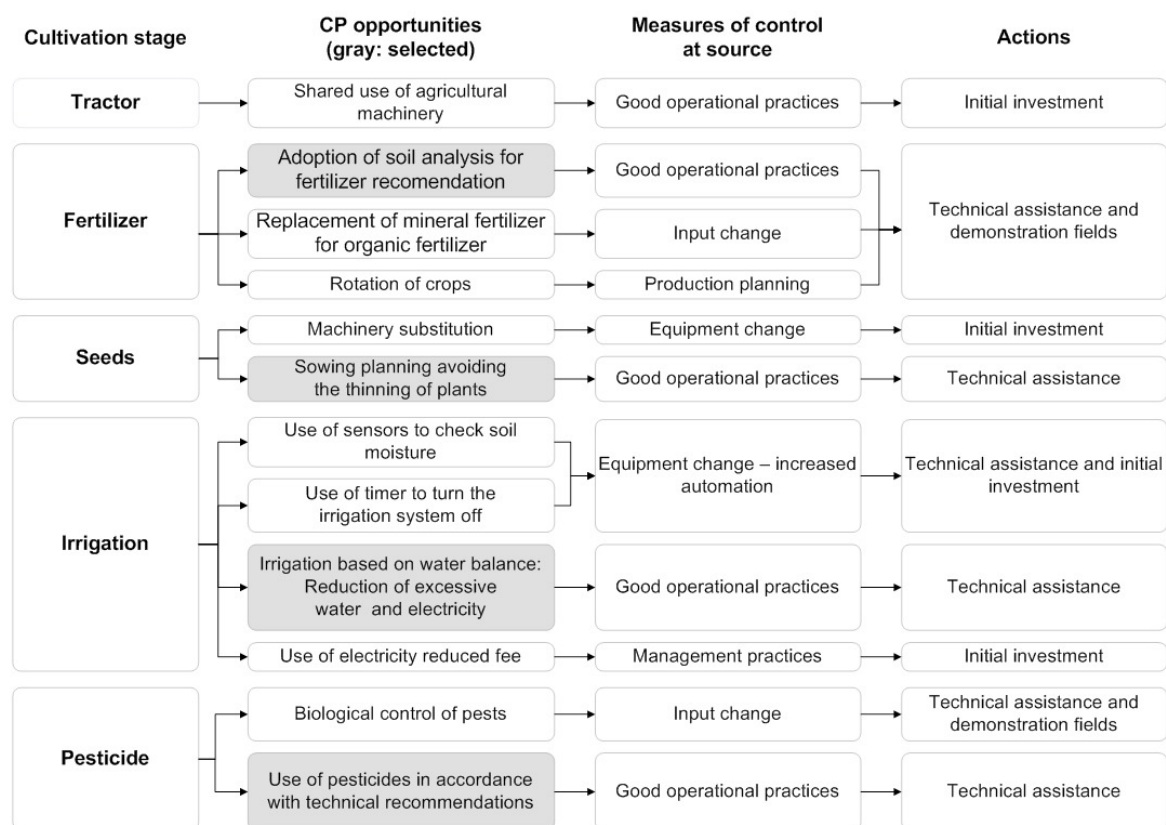 Cultivation stage
CP opportunities
(gray: selected)
Measures of control
at source
Actions
Tractor
Shared use of agricultural
machinery
Good operational practices
Initial investment
Fertilizer
Adoption of soil analysis for
fertilizer recomendation
Good operational practices
Replacement of mineral fertilizer
for organic fertilizer
Input change
Rotation of crops
Production planning
Technical assistance and
demonstration fields
Seeds
Machinery substitution
Equipment change
Initial investment
Sowing planning avoiding
the thinning of plants
Good operational practices
Technical assistance
Irrigation
Use of sensors to check soil
moisture
Use of timer to turn the
irrigation system off
Equipment change – increased
automation
Technical assistance and initial
investment
Irrigation based on water balance:
Reduction of excessive
water and electricity
Good operational practices
Technical assistance
Use of electricity reduced fee
Management practices
Initial investment
Pesticide
Biological control of pests
Input change
Technical assistance and
demonstration fields
Use of pesticides in accordance
with technical recommendations
Good operational practices
Technical assistance